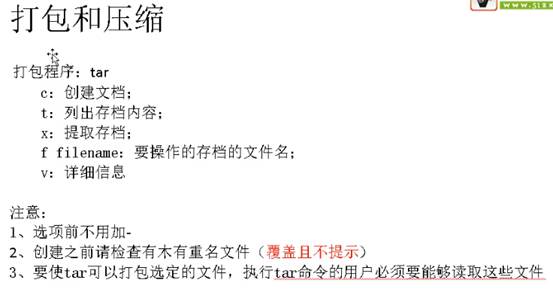 打包和压缩
www.51xx
打包程序：tar
c：创建文档；
t：列出存档内容；
x：提取存档；
f filename：要操作的存档的文件名；
v：详细信息
注意：
1、选项前不用加-
2、创建之前请检查有木有重名文件（覆盖且不提示）
3、要使tar可以打包选定的文件，执行tar命令的用户必须要能够读取这些文件